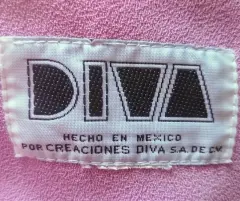 DIVA
HECHO EN MEXICO
POR CREACIONES DIVA S.A. DE C.V.